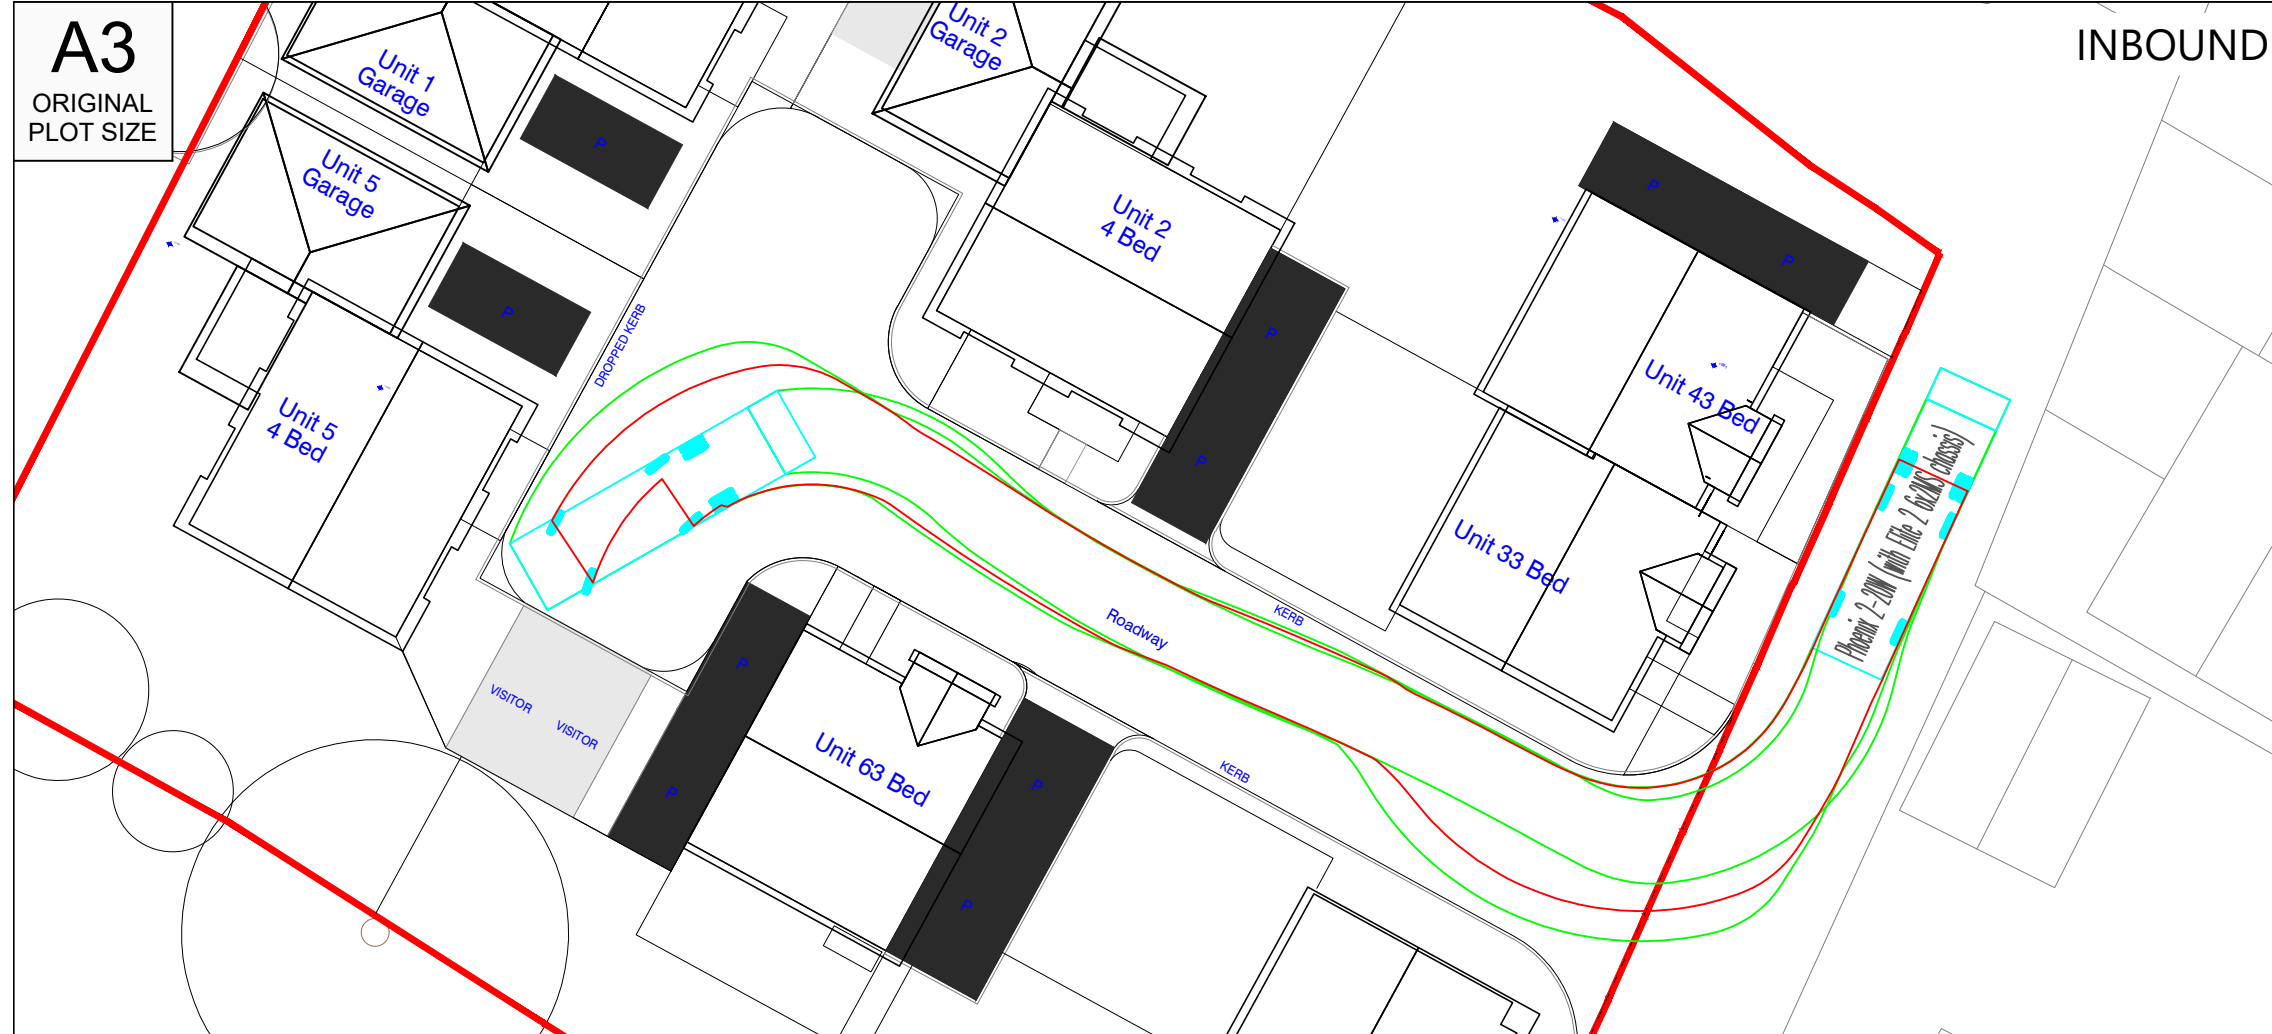 A3
ORIGINAL
PLOT SIZE
INBOUND
Unit 1
Garage
Unit 2
Garage
Unit 5
Garage
P
P
Unit 2
4 Bed
P
P
P
P
DROPPED KERB
Unit 5
4 Bed
Unit 43 Bed
Unit 33 Bed
Phoenix 2-20W (with Elite 2 6x2MS chassis)
KERB
Roadway
VISITOR
VISITOR
P
P
Unit 63 Bed
KERB
P
P